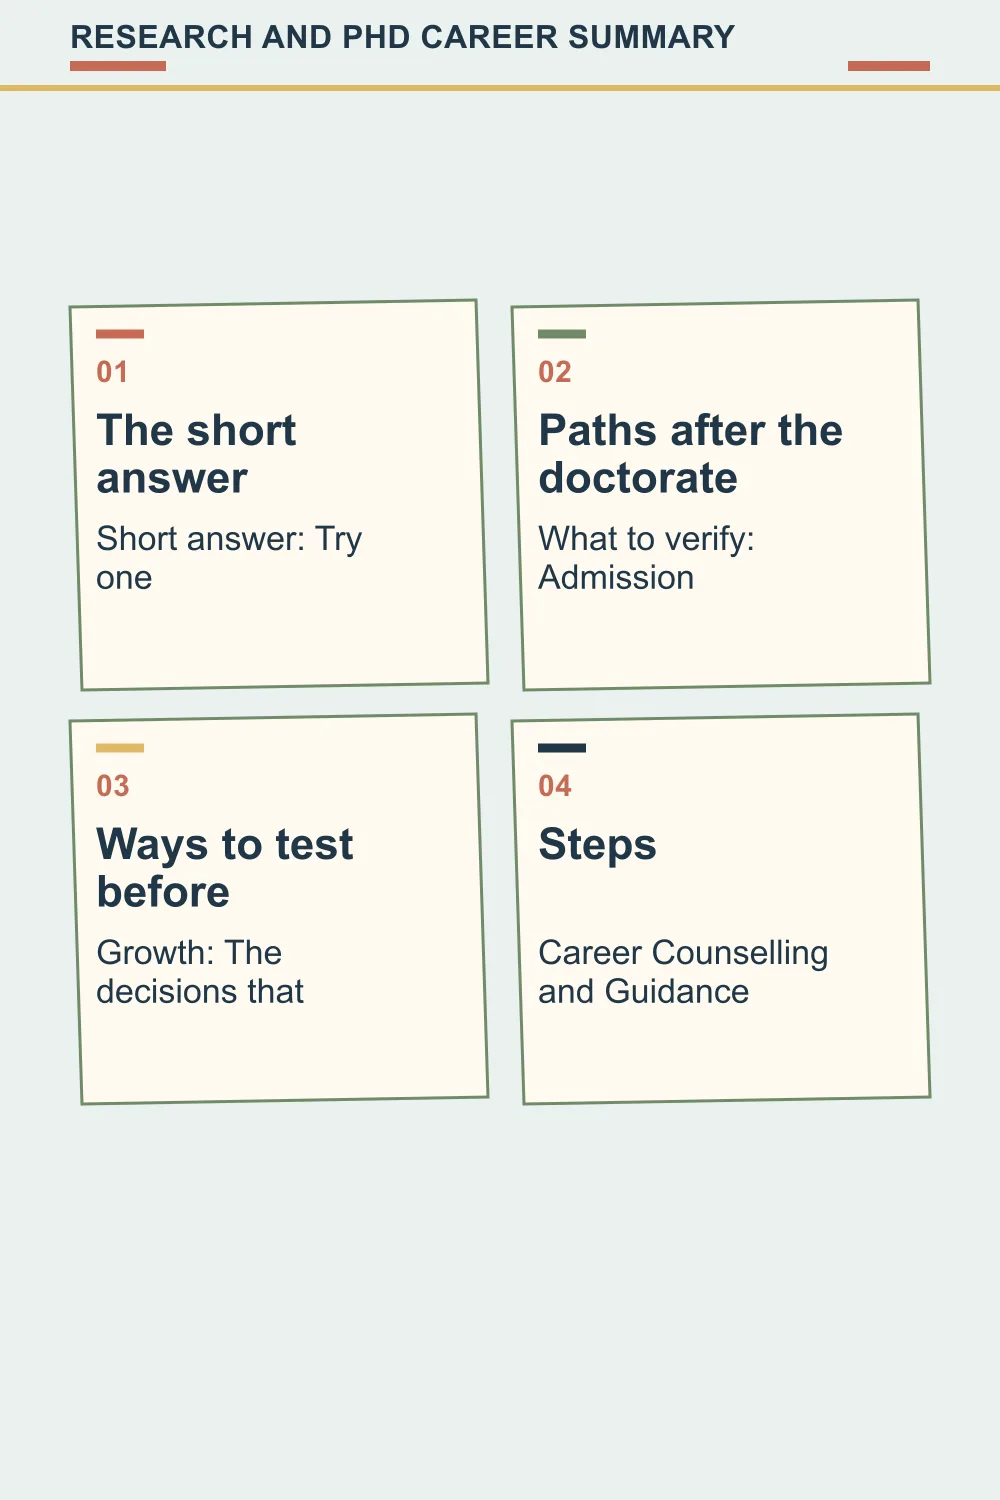 RESEARCH AND PHD CAREER SUMMARY
01
The short
answer
Short answer: Try
one
02
Paths after the
doctorate
What to verify:
Admission
03
Ways to test
before
Growth: The
decisions that
04
Steps
Career Counselling
and Guidance